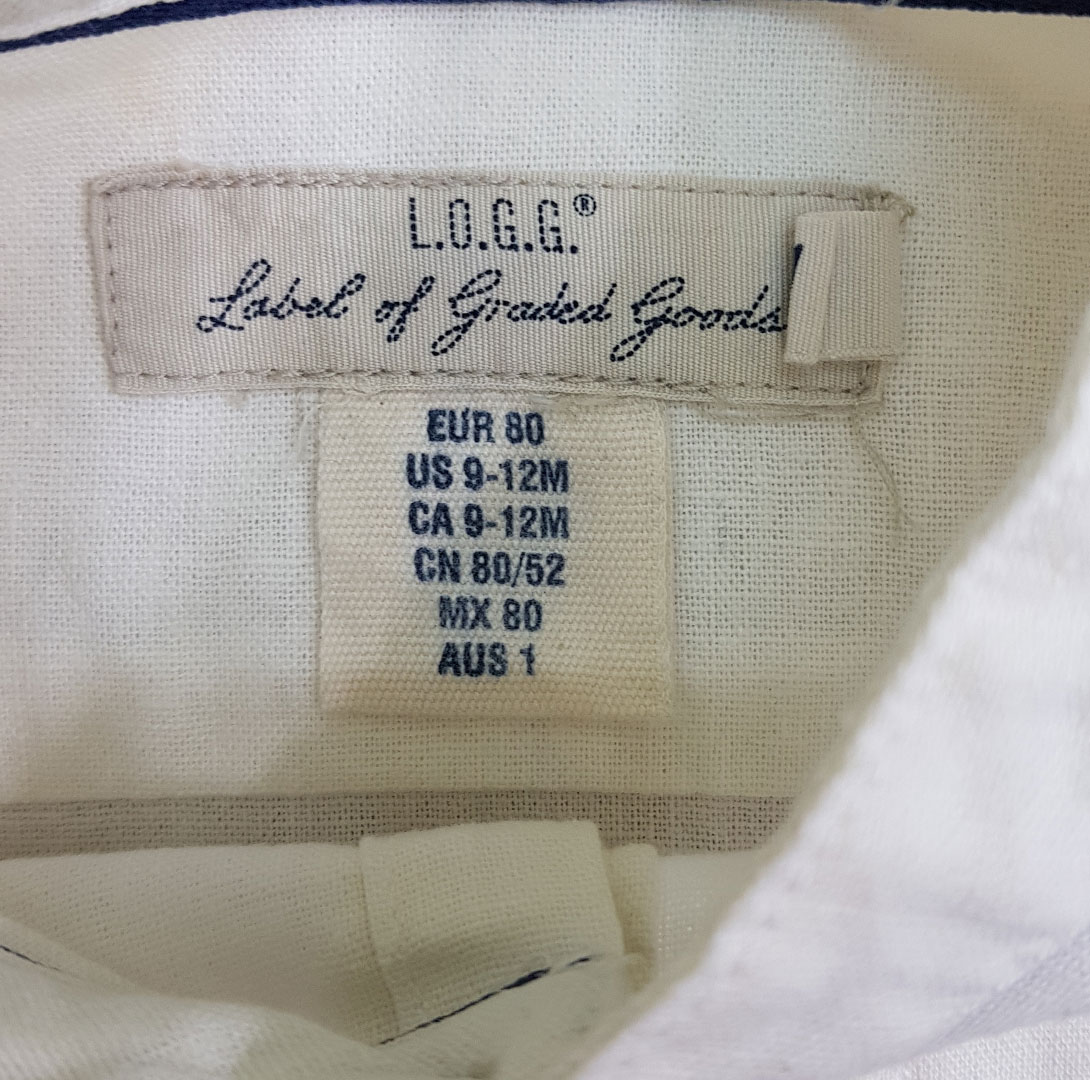 L.O.G.G.®
Label of Graded Goods
EUR 80
US 9-12M
CA 9-12M
CN 80/52
MX 80
AUS 1